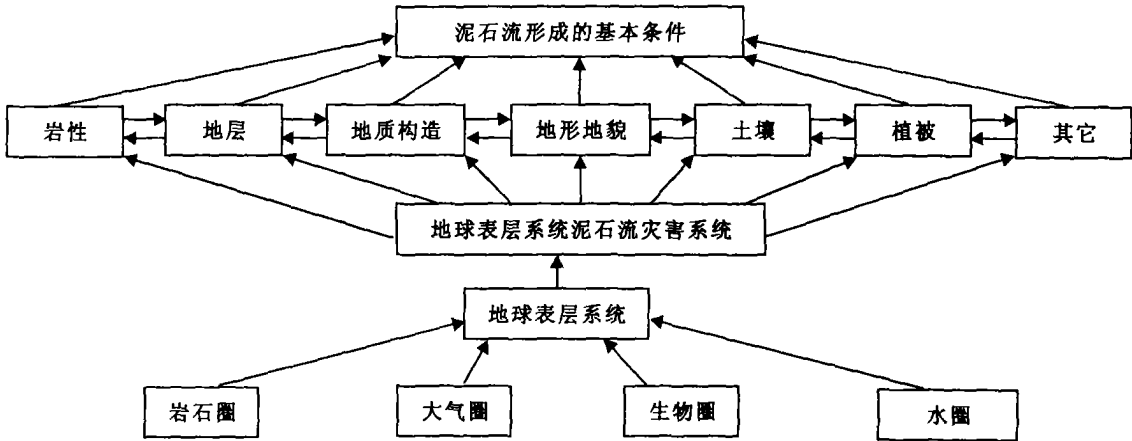 泥石流形成的基本条件
岩性
地层
地质构造
地形地貌
土壤
植被
其它
地球表层系统泥石流灾害系统
地球表层系统
岩石圈
大气圈
生物圈
水圈